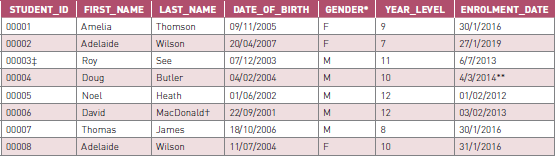 STUDENT_ID FIRST_NAME LAST_NAME DATE_OF_BIRTH GENDER* YEAR_LEVEL ENROLMENT_DATE
00001 Amelia Thomson 09/11/2005 F 9 30/1/2016
00002 Adelaide Wilson 20/04/2007 F 7 27/1/2019
00003‡ Roy See 07/12/2003 M 11 6/7/2013
00004 Doug Butler 04/02/2004 M 10 4/3/2014**
00005 Noel Heath 01/06/2002 M 12 01/02/2012
00006 David MacDonald† 22/09/2001 M 12 03/02/2013
00007 Thomas James 18/10/2006 M 8 30/1/2016
00008 Adelaide Wilson 11/07/2004 F 10 31/1/2016